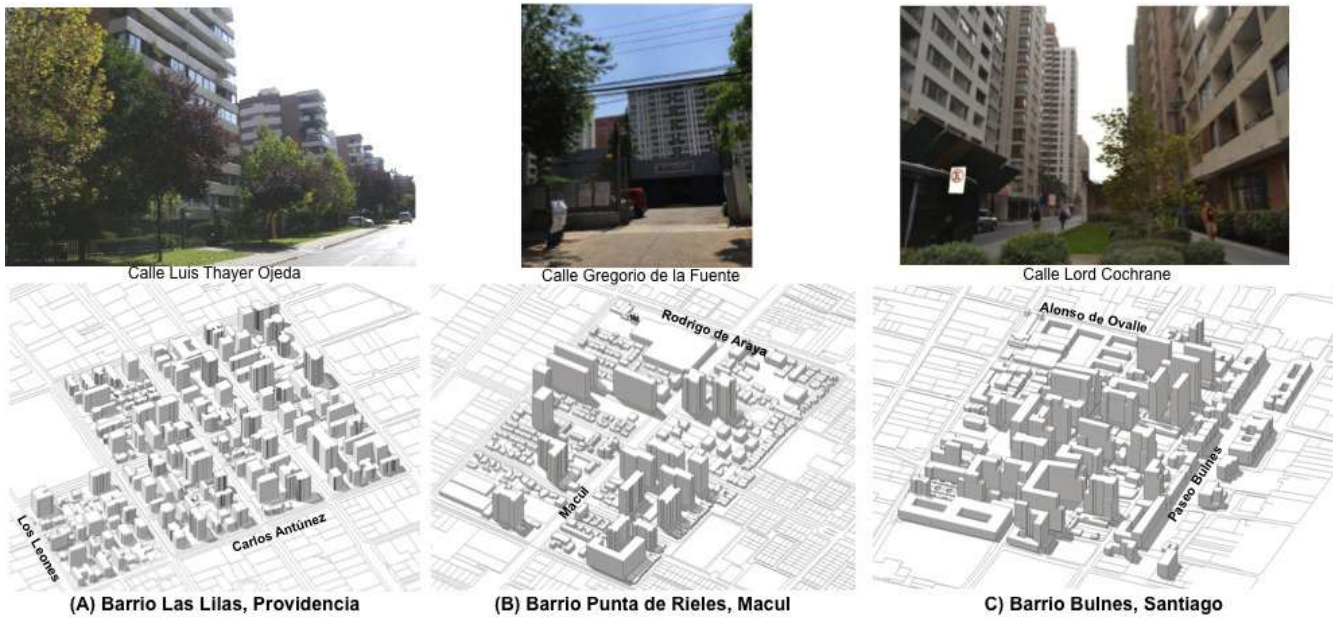 Calle Luis Thayer Ojeda
Calle Gregorio de la Fuente
Calle Lord Cochrane
Los Leones
Carlos Antúnez
Rodrigo de Araya
Macul
Alonso de Ovalle
Paseo Bulnes
(A) Barrio Las Lilas, Providencia
(B) Barrio Punta de Rieles, Macul
C) Barrio Bulnes, Santiago